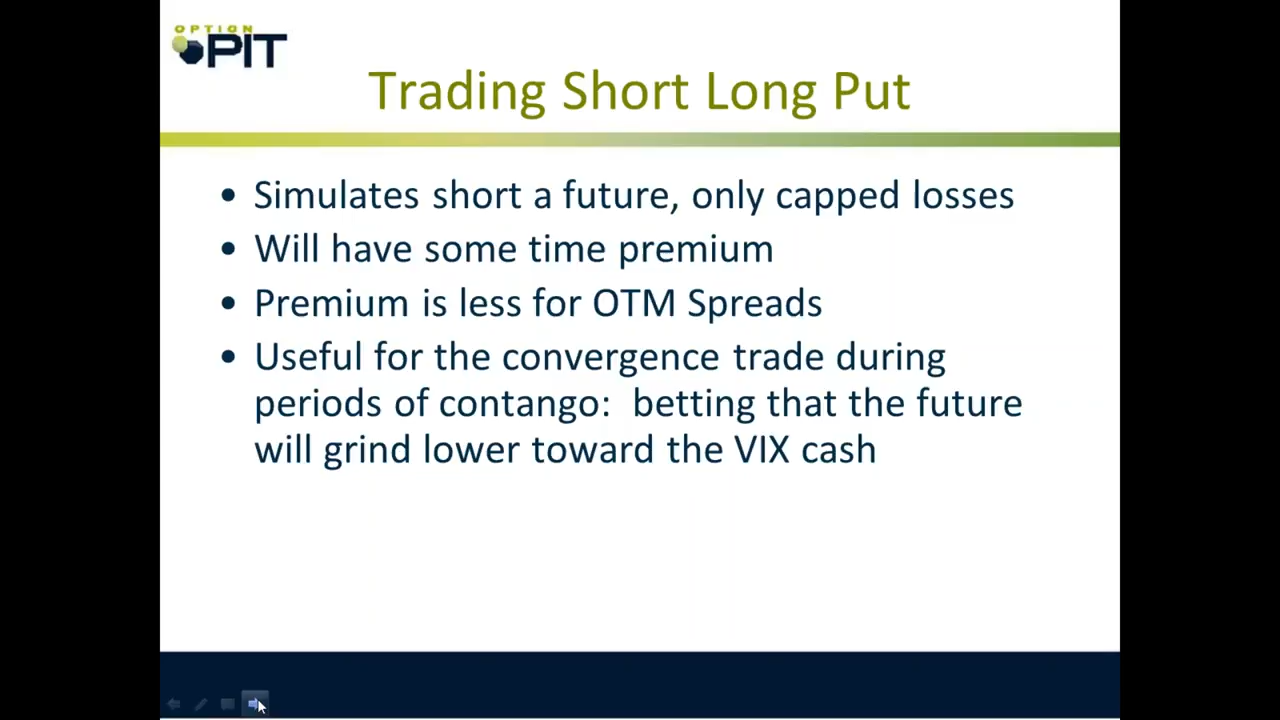 OPTION
PIT
Trading Short Long Put
• Simulates short a future, only capped losses
• Will have some time premium
• Premium is less for OTM Spreads
• Useful for the convergence trade during
periods of contango:  betting that the future
will grind lower toward the VIX cash